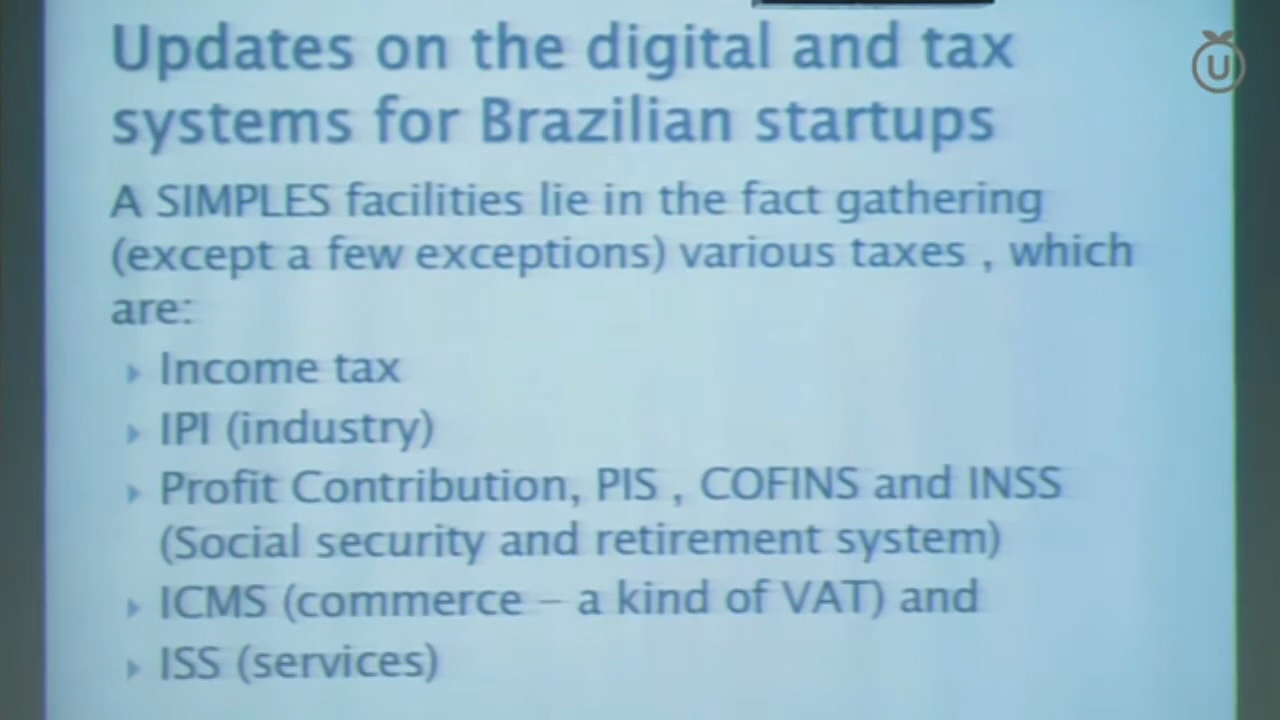 Updates on the digital and tax
systems for Brazilian startups
A SIMPLES facilities lie in the fact gathering
(except a few exceptions) various taxes , which
are:
Income tax
IPI (industry)
Profit Contribution, PIS , COFINS and INSS
(Social security and retirement system)
ICMS (commerce – a kind of VAT) and
ISS (services)
U